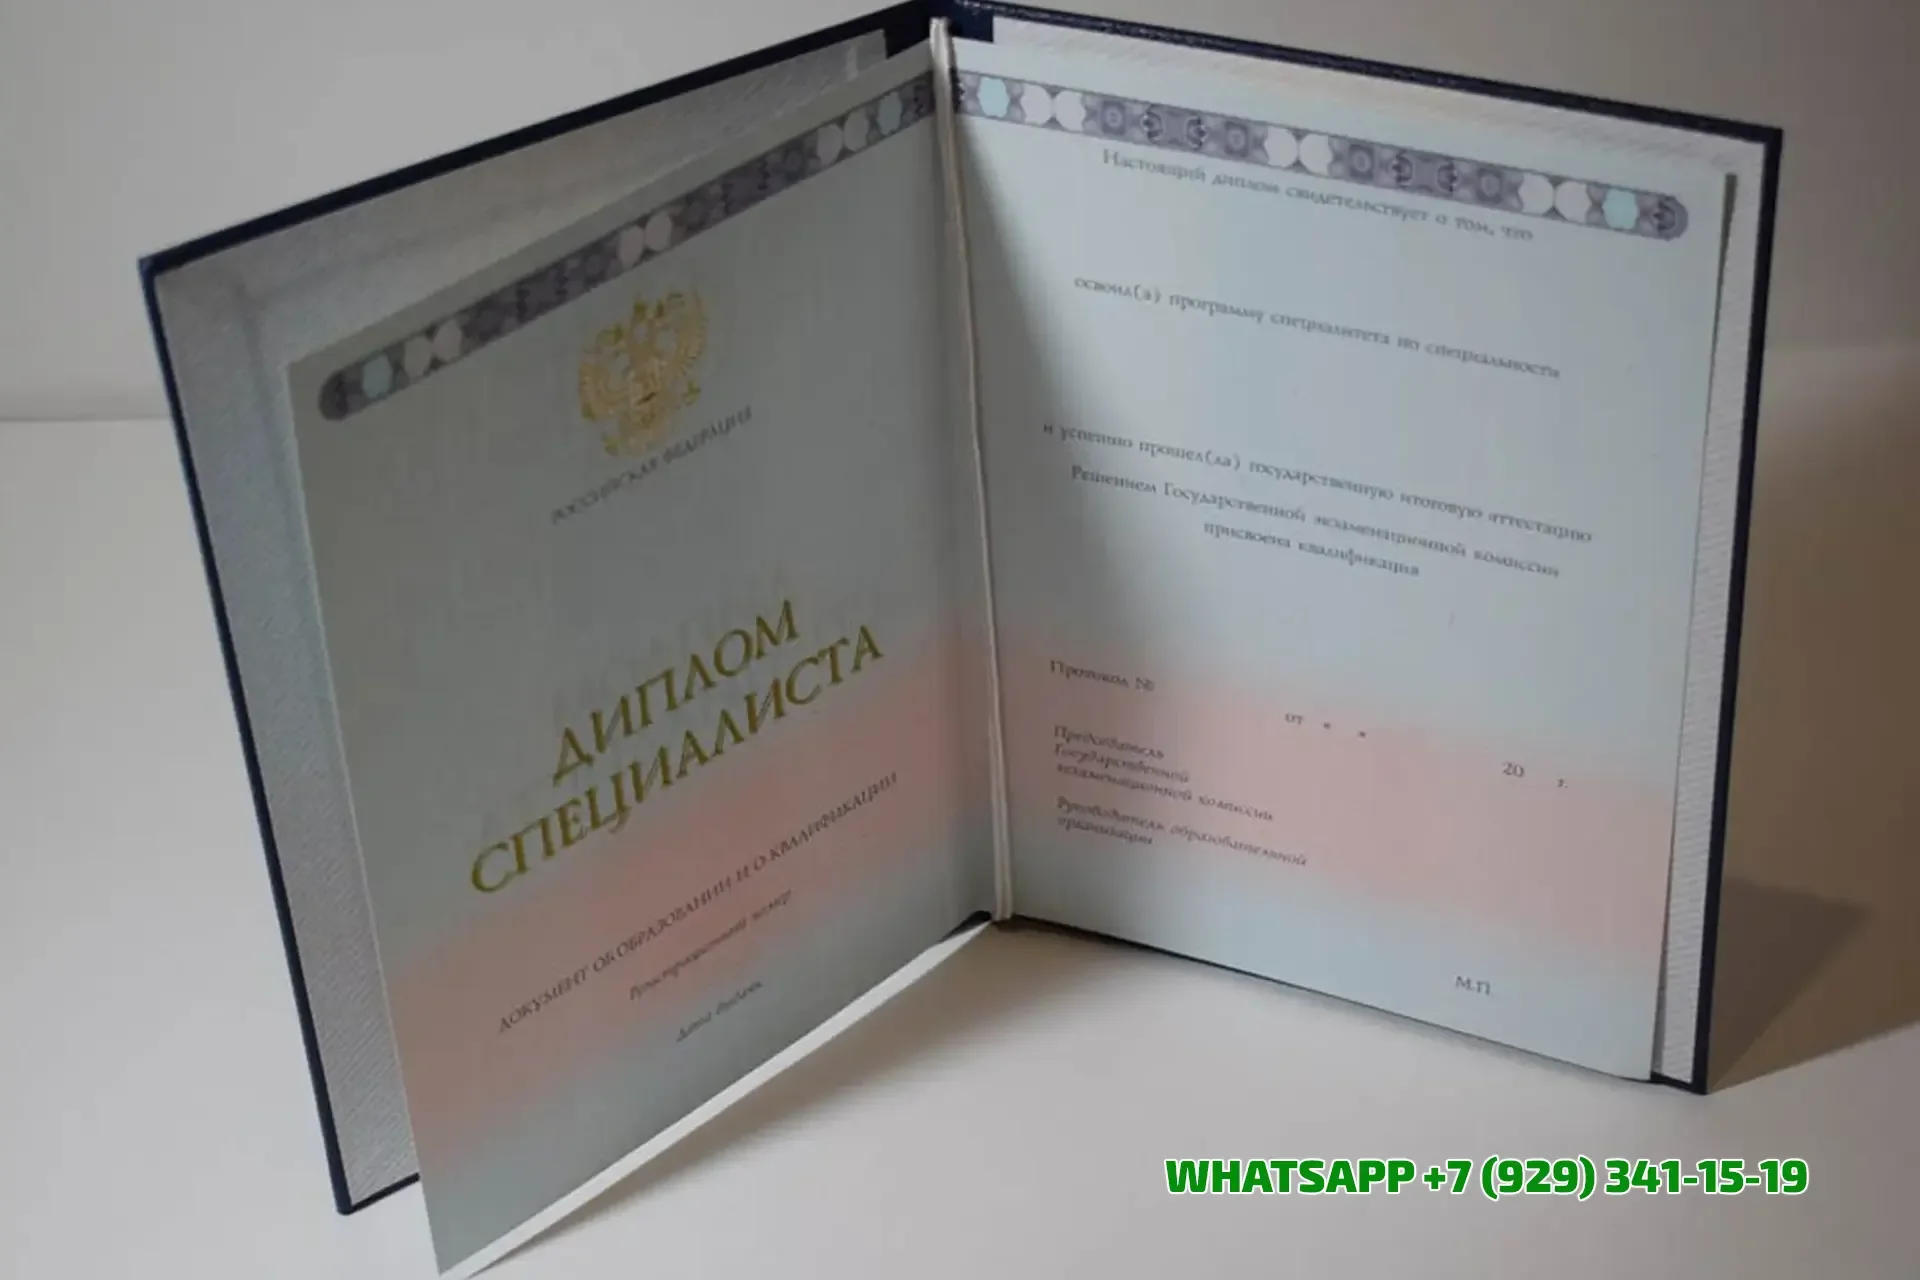 РОССИЙСКАЯ ФЕДЕРАЦИЯ
ДИПЛОМ
СПЕЦИАЛИСТА
ДОКУМЕНТ ОБ ОБРАЗОВАНИИ И О КВАЛИФИКАЦИИ
Регистрационный номер
Дата выдачи
Настоящий диплом свидетельствует о том, что
освоил(а) программу специалитета по специальности
и успешно прошел(ла) государственную итоговую аттестацию
Решением Государственной экзаменационной комиссии
присвоена квалификация
Протокол №
от « »
20 г.
Председатель
Государственной
экзаменационной комиссии
Руководитель образовательной
организации
М.П.
WHATSAPP +7 (929) 341-15-19